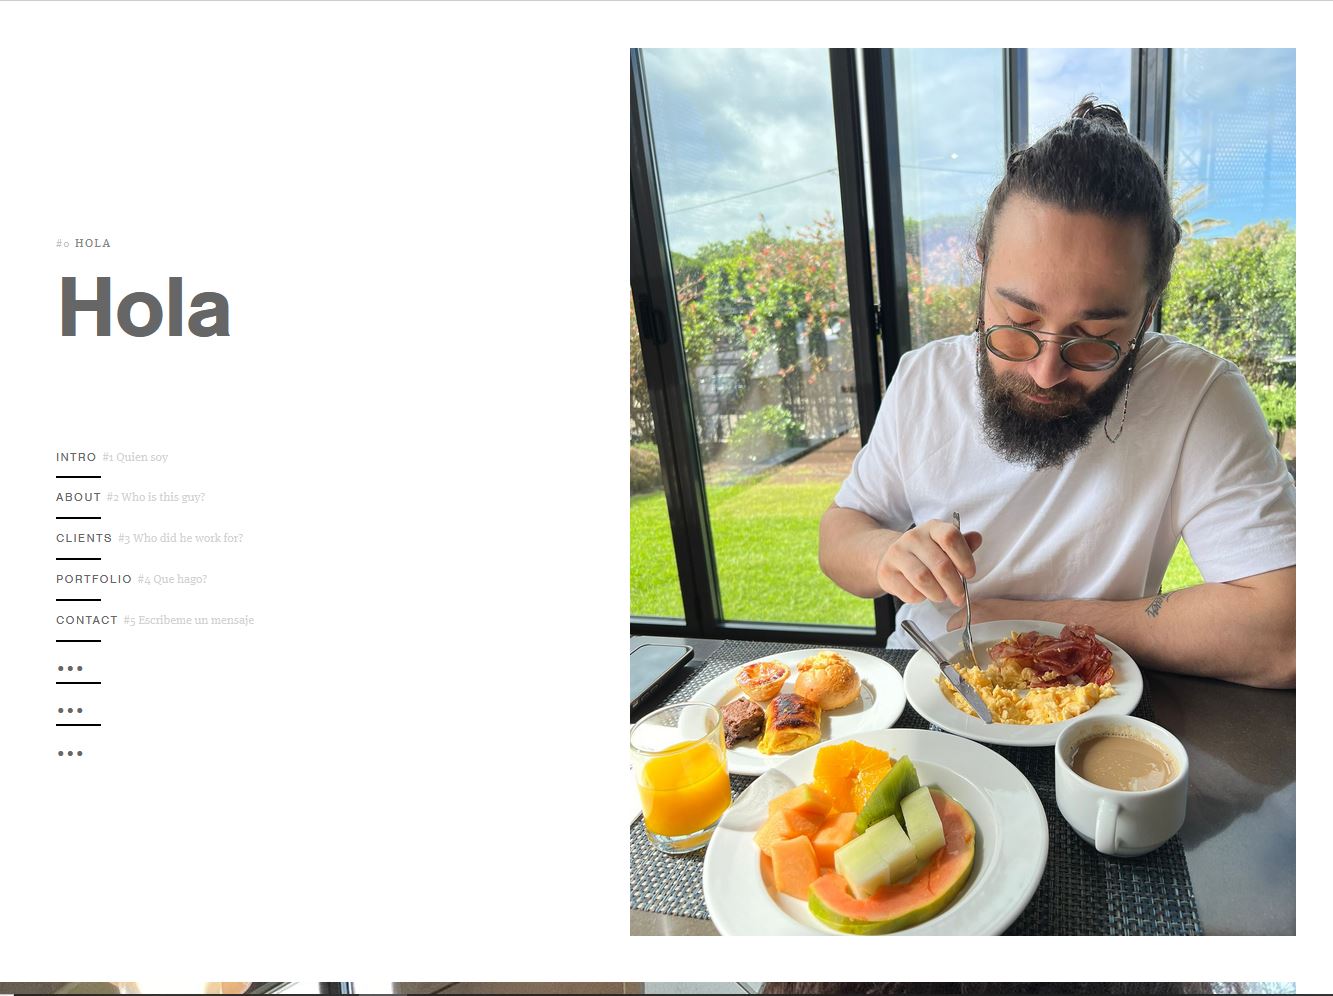 #0 HOLA
Hola
INTRO #1 Quien soy
ABOUT #2 Who is this guy?
CLIENTS #3 Who did he work for?
PORTFOLIO #4 Que hago?
CONTACT #5 Escribeme un mensaje
•••
•••
•••